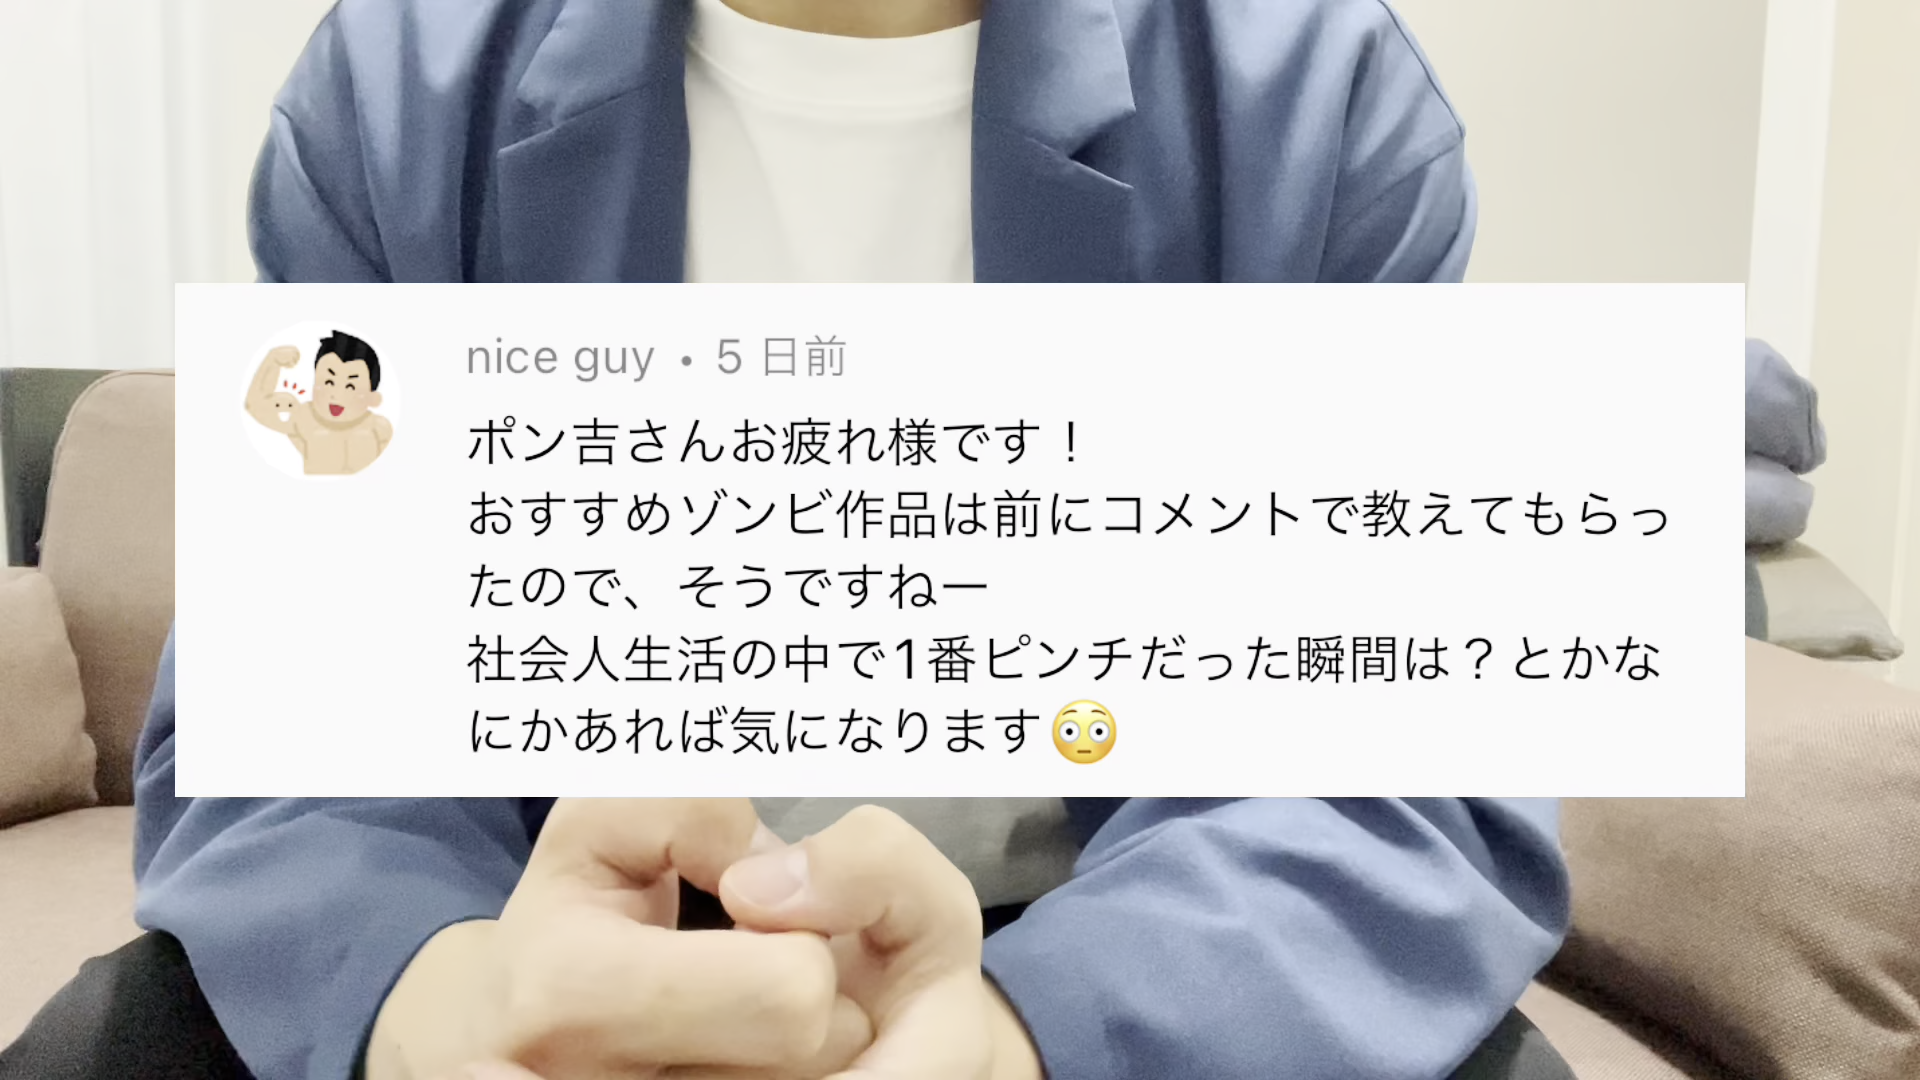 nice guy • 5 日前
ポン吉さんお疲れ様です！
おすすめゾンビ作品は前にコメントで教えてもらっ
たので、そうですねー
社会人生活の中で1番ピンチだった瞬間は？とかな
にかあれば気になります😳